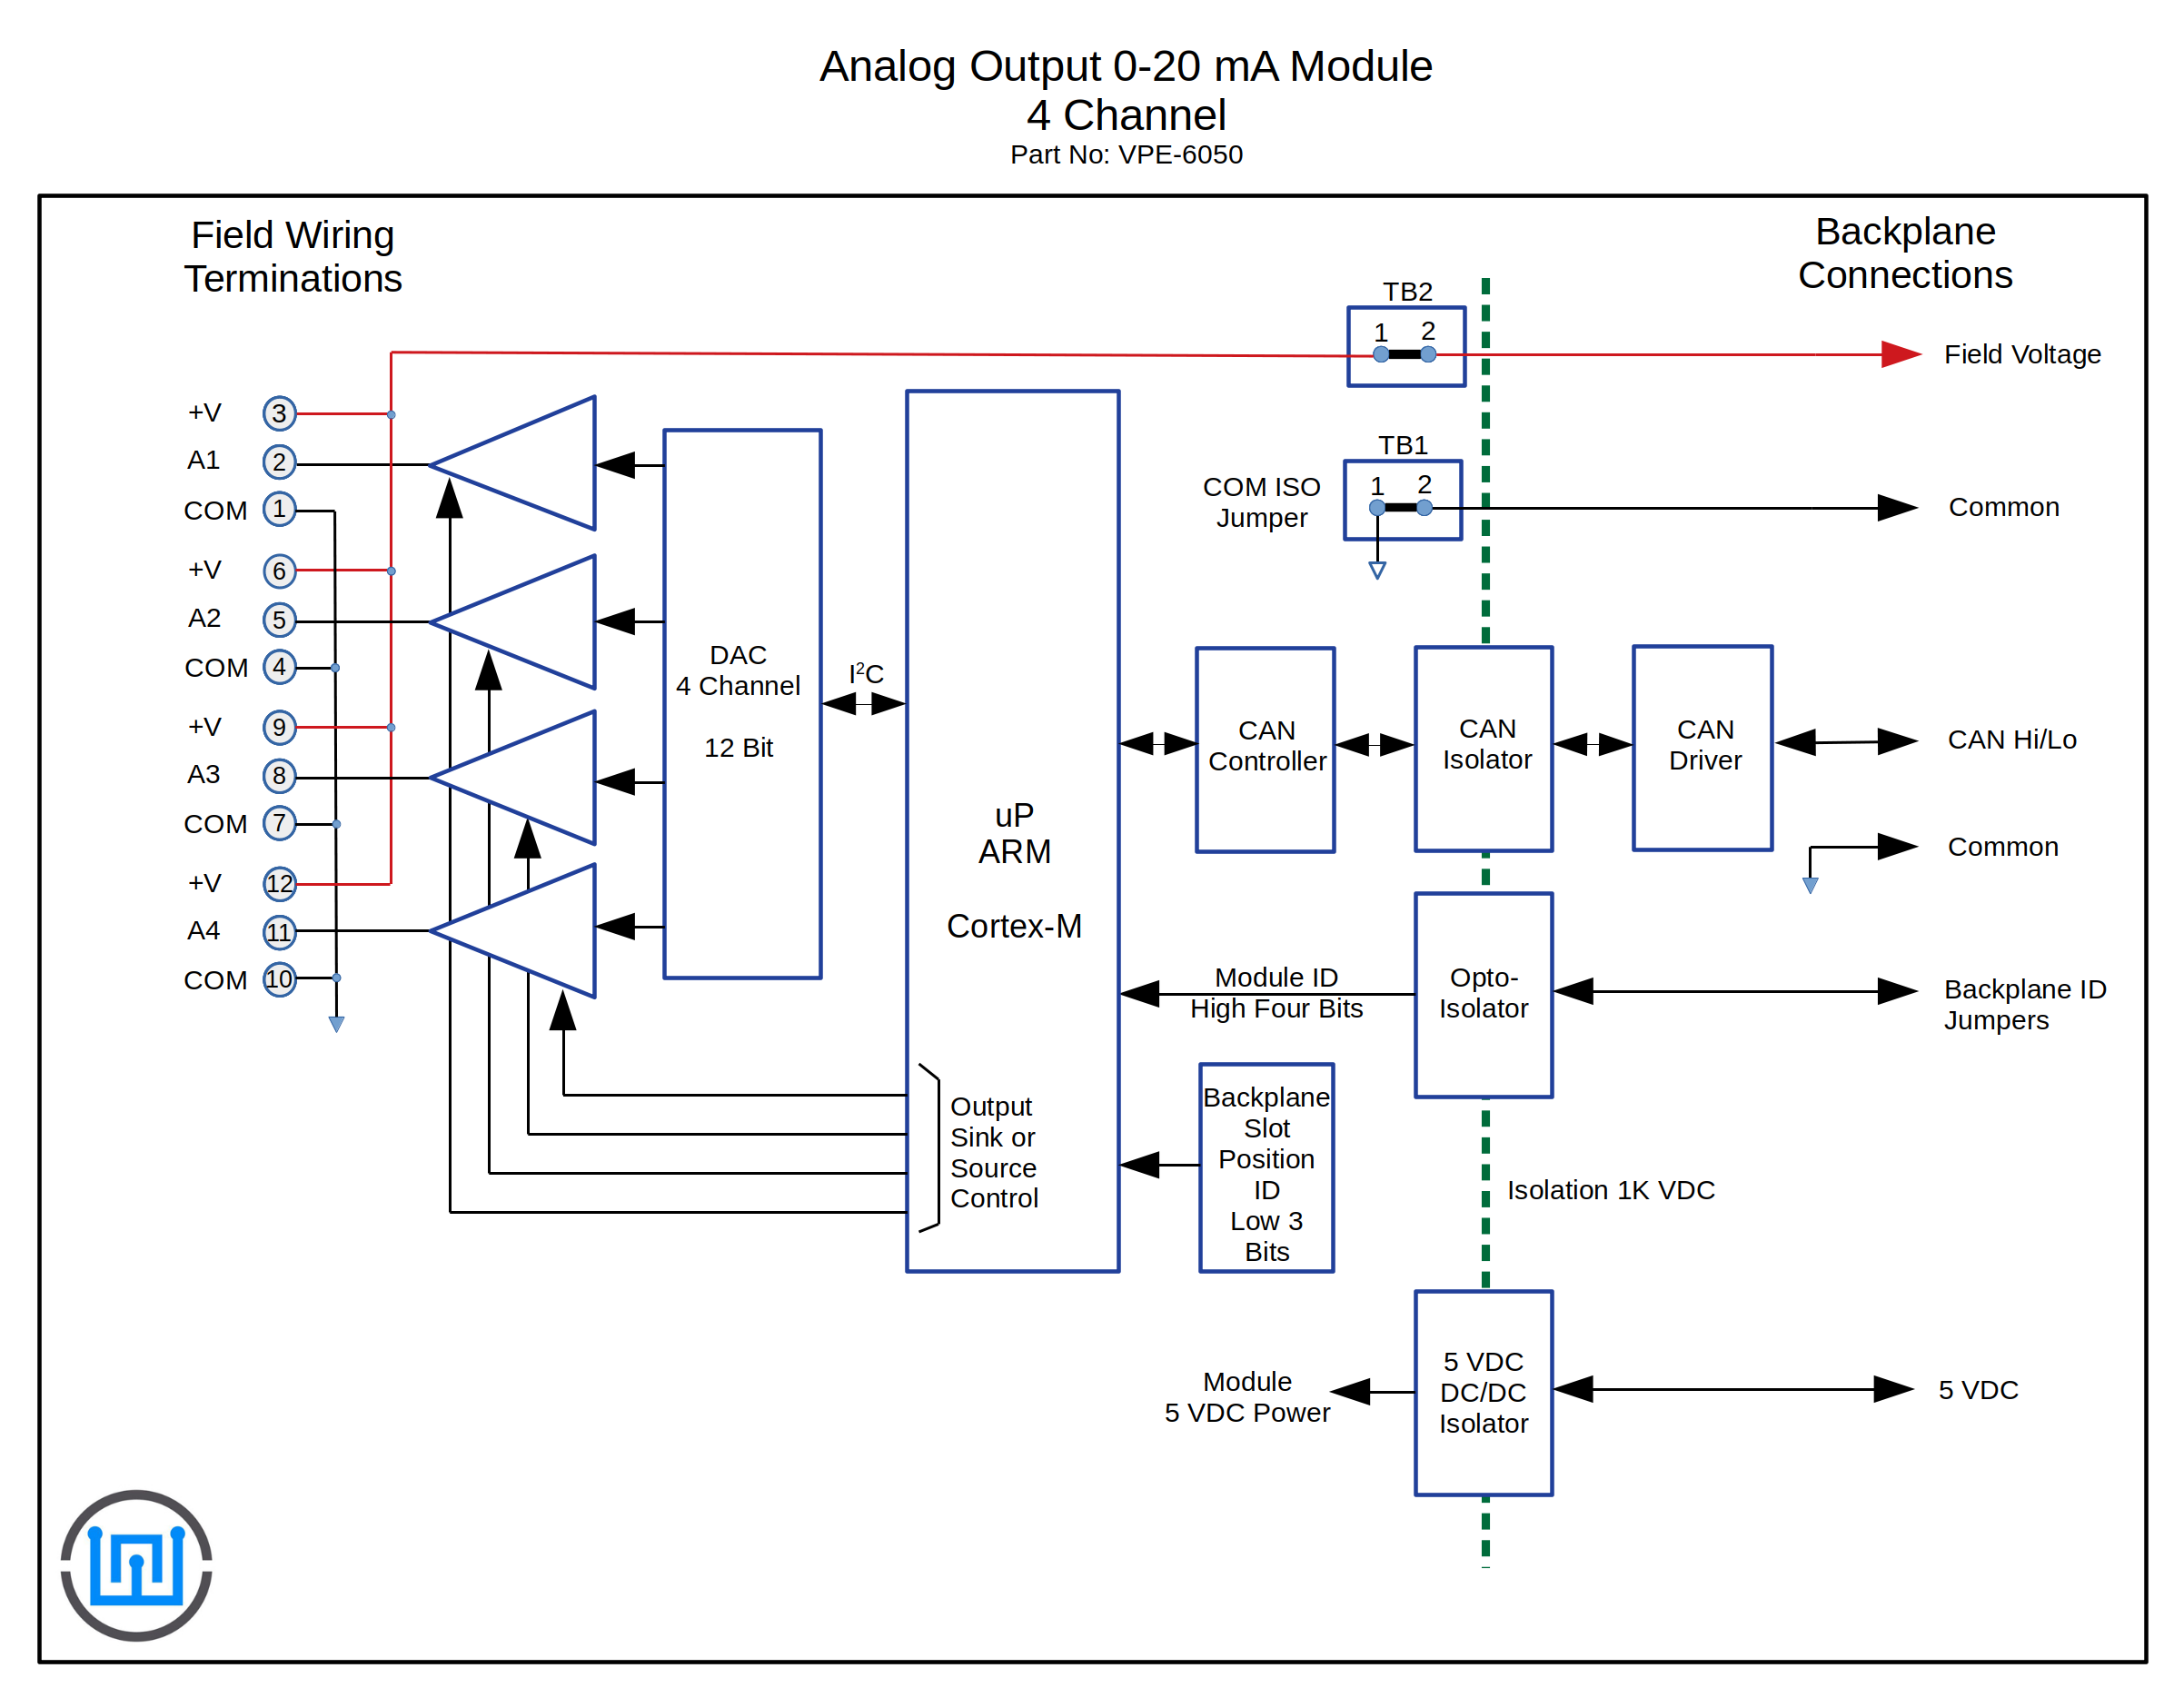 Analog Output 0-20 mA Module
4 Channel
Part No: VPE-6050
Field Wiring
Terminations
Backplane
Connections
TB2
1 2
Field Voltage
+V 3
A1 2
COM 1
+V 6
A2 5
COM 4
+V 9
A3 8
COM 7
+V 12
A4 11
COM 10
DAC
4 Channel
12 Bit
I²C
uP
ARM
Cortex-M
Output
Sink or
Source
Control
TB1
COM ISO
Jumper
1 2
Common
CAN
Controller
CAN
Isolator
CAN
Driver
CAN Hi/Lo
Common
Module ID
High Four Bits
Opto-
Isolator
Backplane ID
Jumpers
Backplane
Slot
Position
ID
Low 3
Bits
Isolation 1K VDC
Module
5 VDC Power
5 VDC
DC/DC
Isolator
5 VDC